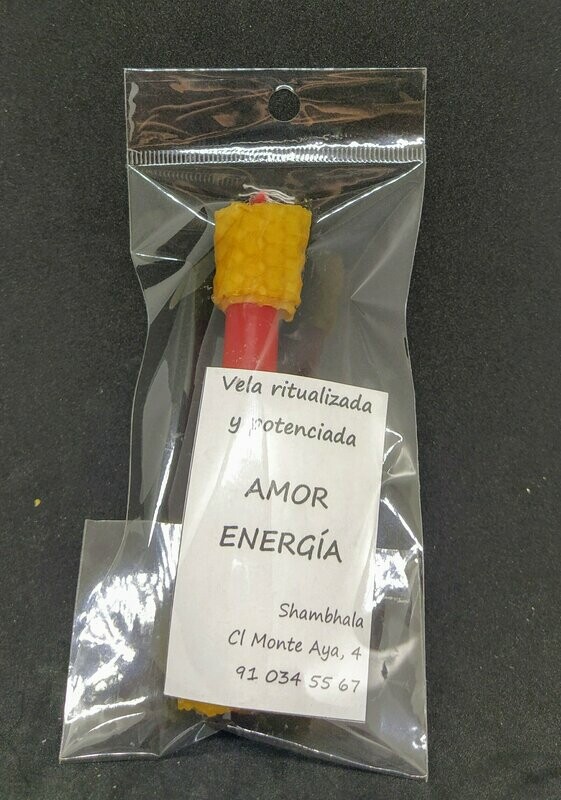 Vela ritualizada
y potenciada
AMOR
ENERGÍA
Shambhala
Cl Monte Aya, 4
91 034 55 67